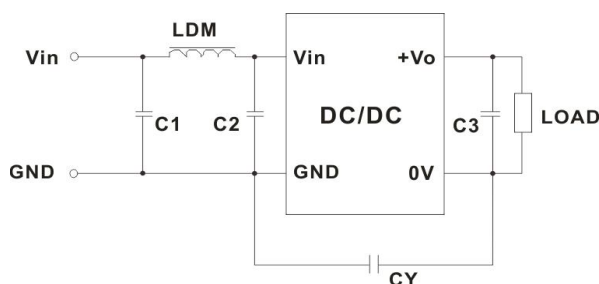 LDM
Vin
Vin
+Vo
C1
C2
DC/DC
C3
LOAD
GND
GND
0V
CY